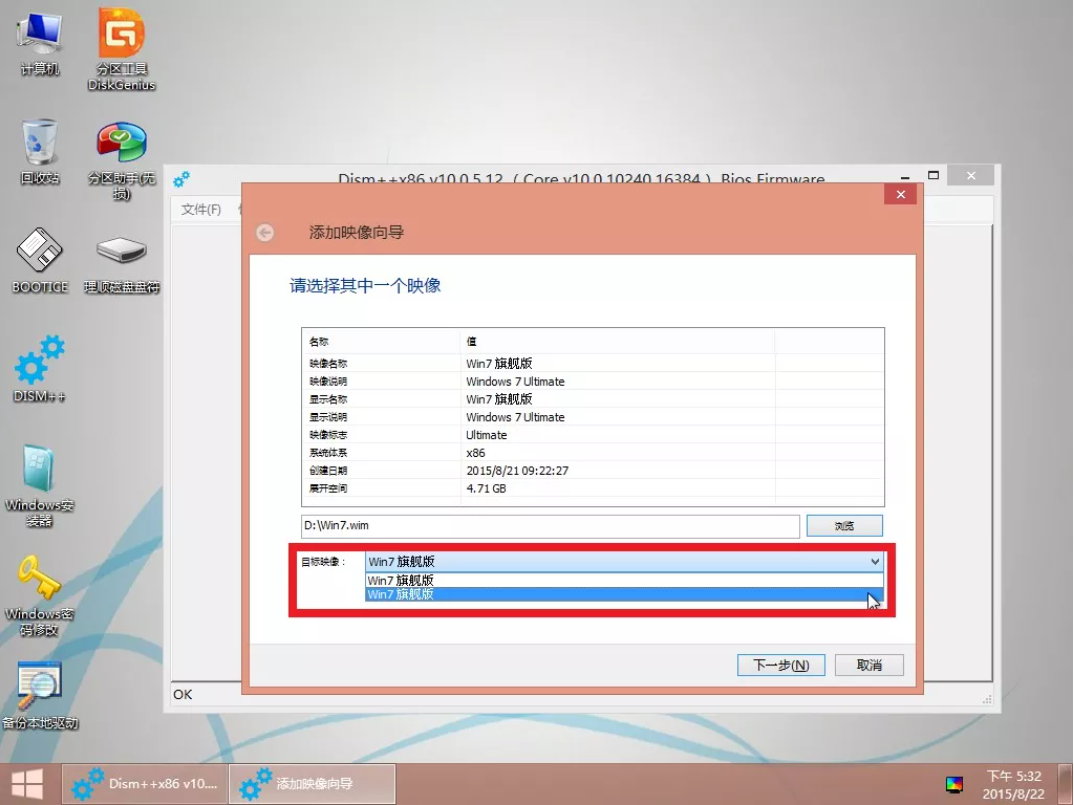 计算机
分区工具
DiskGenius
回收站
分区助手(无
损)
BOOTICE
理顺磁盘盘符
DISM++
Windows安
装器
Windows密
码修改
备份本地驱动
Dism++x86 v10.0.5.12 ( Core v10.0.10240.16384 ) Bios Firmware
文件(F)
添加映像向导
请选择其中一个映像
名称 值
映像名称 Win7 旗舰版
映像说明 Windows 7 Ultimate
显示名称 Win7 旗舰版
显示说明 Windows 7 Ultimate
映像标志 Ultimate
系统体系 x86
创建日期 2015/8/21 09:22:27
展开空间 4.71 GB
D:\Win7.wim 浏览
目标映像： Win7 旗舰版
Win7 旗舰版
Win7 旗舰版
下一步(N) 取消
OK
Dism++x86 v10....
添加映像向导
下午 5:32
2015/8/22